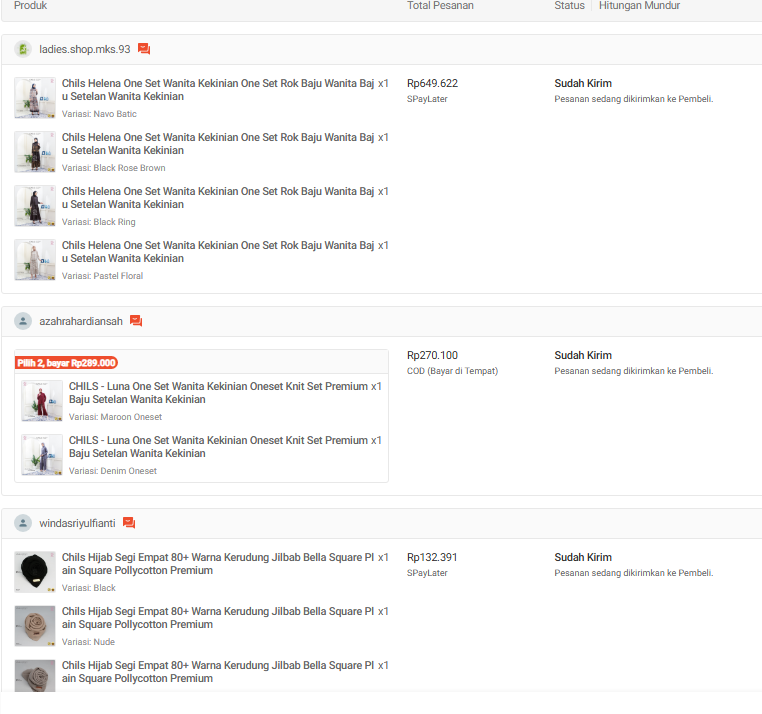 Produk Total Pesanan Status Hitungan Mundur
ladies.shop.mks.93
Chils Helena One Set Wanita Kekinian One Set Rok Baju Wanita Baj x1 Rp649.622 Sudah Kirim
u Setelan Wanita Kekinian SPayLater Pesanan sedang dikirimkan ke Pembeli.
Variasi: Navo Batic
Chils Helena One Set Wanita Kekinian One Set Rok Baju Wanita Baj x1
u Setelan Wanita Kekinian
Variasi: Black Rose Brown
Chils Helena One Set Wanita Kekinian One Set Rok Baju Wanita Baj x1
u Setelan Wanita Kekinian
Variasi: Black Ring
Chils Helena One Set Wanita Kekinian One Set Rok Baju Wanita Baj x1
u Setelan Wanita Kekinian
Variasi: Pastel Floral
azahrahardiansah
Pilih 2, bayar Rp289.000 Rp270.100 Sudah Kirim
COD (Bayar di Tempat) Pesanan sedang dikirimkan ke Pembeli.
CHILS - Luna One Set Wanita Kekinian Oneset Knit Set Premium x1
Baju Setelan Wanita Kekinian
Variasi: Maroon Oneset
CHILS - Luna One Set Wanita Kekinian Oneset Knit Set Premium x1
Baju Setelan Wanita Kekinian
Variasi: Denim Oneset
windasriyulfianti
Chils Hijab Segi Empat 80+ Warna Kerudung Jilbab Bella Square Pl x1 Rp132.391 Sudah Kirim
ain Square Pollycotton Premium SPayLater Pesanan sedang dikirimkan ke Pembeli.
Variasi: Black
Chils Hijab Segi Empat 80+ Warna Kerudung Jilbab Bella Square Pl x1
ain Square Pollycotton Premium
Variasi: Nude
Chils Hijab Segi Empat 80+ Warna Kerudung Jilbab Bella Square Pl x1
ain Square Pollycotton Premium